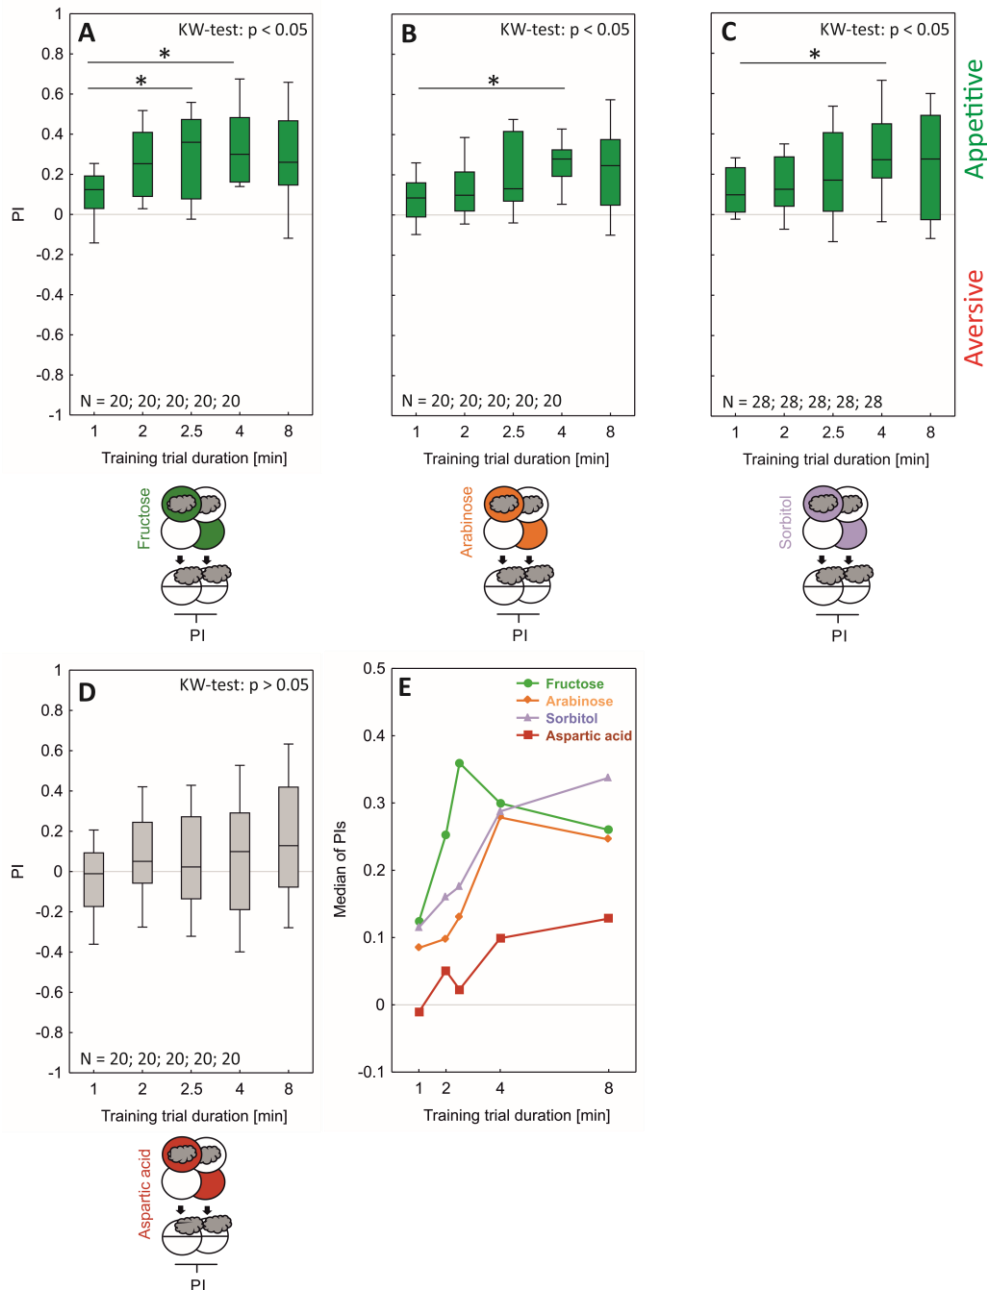 A
KW-test: p < 0.05
*
*
PI
1
0.8
0.6
0.4
0.2
0
-0.2
-0.4
-0.6
-0.8
-1
N = 20; 20; 20; 20; 20
1 2 2.5 4 8
Training trial duration [min]
Fructose
PI
B
KW-test: p < 0.05
*
N = 20; 20; 20; 20; 20
1 2 2.5 4 8
Training trial duration [min]
Arabinose
PI
C
KW-test: p < 0.05
*
N = 28; 28; 28; 28; 28
1 2 2.5 4 8
Training trial duration [min]
Sorbitol
PI
Appetitive
Aversive
D
KW-test: p > 0.05
PI
1
0.8
0.6
0.4
0.2
0
-0.2
-0.4
-0.6
-0.8
-1
N = 20; 20; 20; 20; 20
1 2 2.5 4 8
Training trial duration [min]
Aspartic acid
PI
E
Fructose
Arabinose
Sorbitol
Aspartic acid
Median of PIs
0.5
0.4
0.3
0.2
0.1
0
-0.1
1 2 4 8
Training trial duration [min]